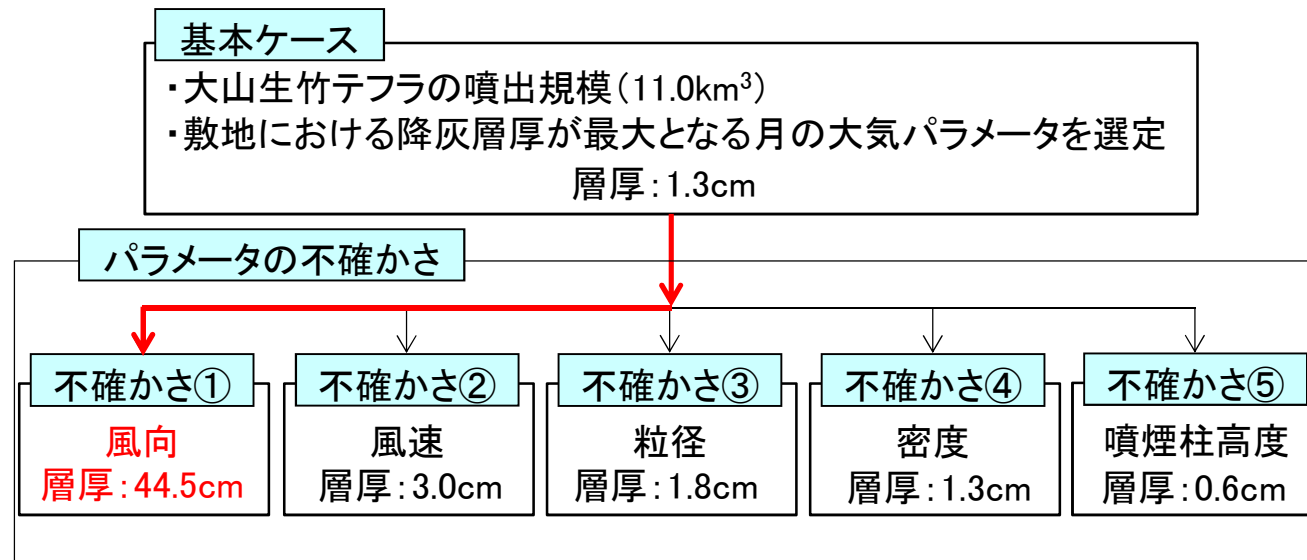 基本ケース
・大山生竹テフラの噴出規模(11.0km³)
・敷地における降灰層厚が最大となる月の大気パラメータを選定
層厚:1.3cm
パラメータの不確かさ
不確かさ①
風向
層厚:44.5cm
不確かさ②
風速
層厚:3.0cm
不確かさ③
粒径
層厚:1.8cm
不確かさ④
密度
層厚:1.3cm
不確かさ⑤
噴煙柱高度
層厚:0.6cm